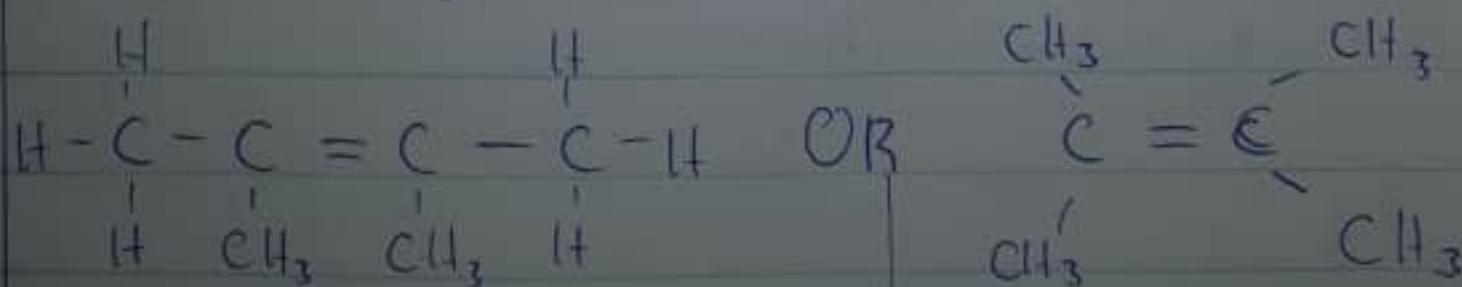 H H CH₃ CH₃
H - C - C = C - C - H OR C = C
H CH₃ CH₃ H CH₃ CH₃